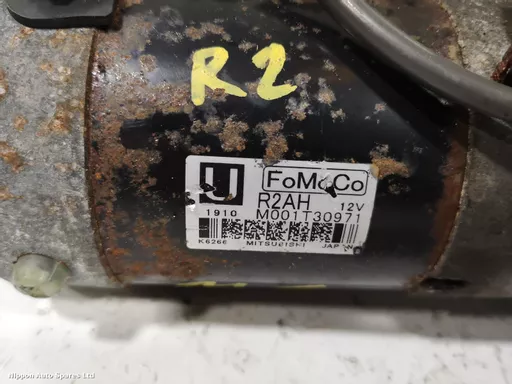 R2
U FoMoCo
R2AH 12V
1910 M001T30971
K6266 MITSUBISHI JAPAN
Nippon Auto Spares Ltd